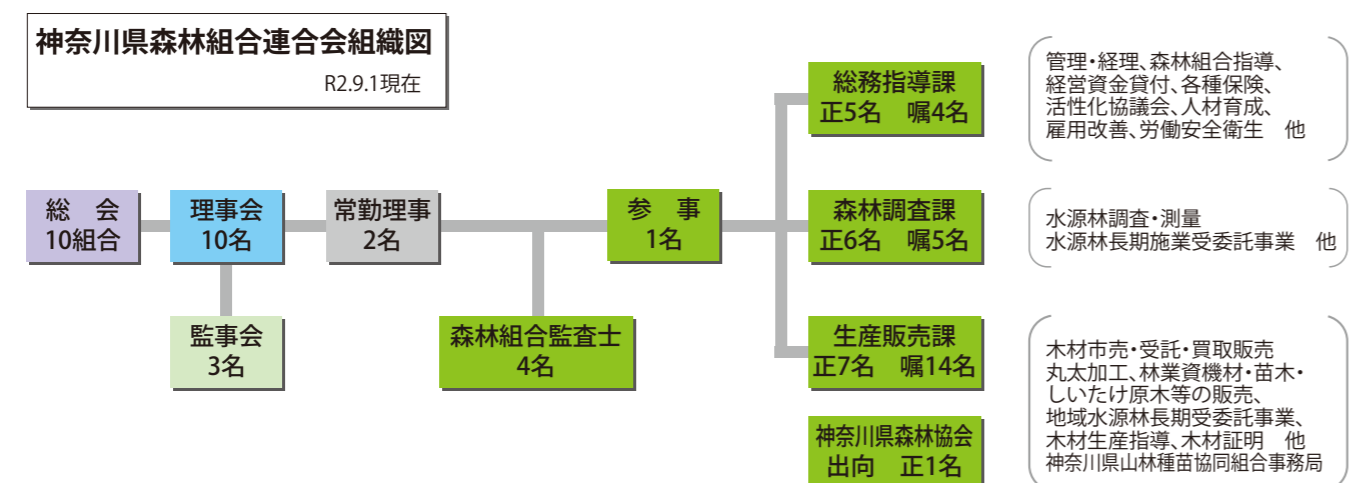 神奈川県森林組合連合会組織図
R2.9.1現在
総　会
10組合
理事会
10名
監事会
3名
常勤理事
2名
森林組合監査士
4名
参　事
1名
総務指導課
正5名　嘱4名
管理・経理、森林組合指導、
経営資金貸付、各種保険、
活性化協議会、人材育成、
雇用改善、労働安全衛生　他
森林調査課
正6名　嘱5名
水源林調査・測量
水源林長期施業受委託事業　他
生産販売課
正7名　嘱14名
木材市売・受託・買取販売
丸太加工、林業資機材・苗木・
しいたけ原木等の販売、
地域水源林長期受委託事業、
木材生産指導、木材証明　他
神奈川県山林種苗協同組合事務局
神奈川県森林協会
出向　正1名